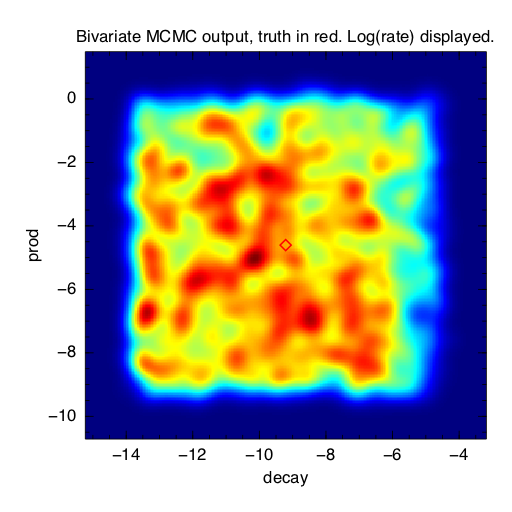 Bivariate MCMC output, truth in red. Log(rate) displayed.
0
−2
−4
−6
−8
−10
prod
−14 −12 −10 −8 −6 −4
decay